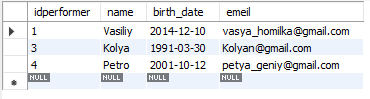 idperformer name birth_date emeil
1 Vasiliy 2014-12-10 vasya_homilka@gmail.com
3 Kolya 1991-03-30 Kolyan@gmail.com
4 Petro 2001-10-12 petya_geniy@gmail.com
NULL NULL NULL NULL